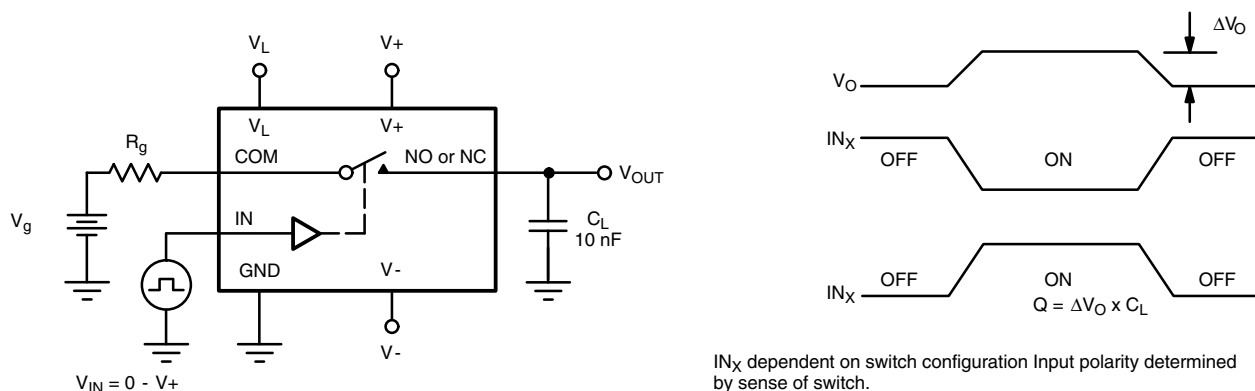 V_L V+
V_L V+
R_g COM NO or NC V_OUT
V_g IN C_L
10 nF
GND V-
V-
V_IN = 0 - V+
ΔV_O
V_O
IN_X OFF ON OFF
IN_X OFF ON OFF
Q = ΔV_O x C_L
IN_X dependent on switch configuration Input polarity determined
by sense of switch.